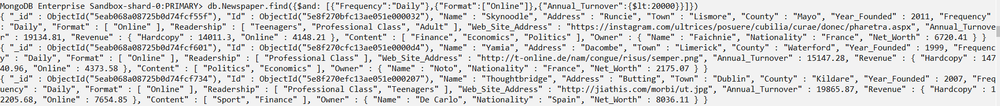 MongoDB Enterprise Sandbox-shard-0:PRIMARY> db.Newspaper.find({$and: [{"Frequency":"Daily"},{"Format":["Online"]},{"Annual_Turnover":{$lt:20000}}]})
{ "_id" : ObjectId("5eab068a08725b0d74fcf55f"), "Id" : ObjectId("5e8f270bfc13ae051e000032"), "Name" : "Skynoodle", "Address" : "Runcie", "Town" : "Lismore", "County" : "Mayo", "Year_Founded" : 2011, "Frequency"
: "Daily", "Format" : [ "Online" ], "Readership" : [ "Teenagers", "Professional Class", "Adult" ], "Web_Site_Address" : "https://instagram.com/ultrices/posuere/cubilia/curae/donec/pharetra.aspx", "Annual_Turnove
r" : 19134.81, "Revenue" : { "Hardcopy" : 14011.3, "Online" : 4148.21 }, "Content" : [ "Finance", "Economics", "Politics" ], "Owner" : { "Name" : "Faichnie", "Nationality" : "France", "Net_Worth" : 6720.41 } }
{ "_id" : ObjectId("5eab068a08725b0d74fcf601"), "Id" : ObjectId("5e8f270cfc13ae051e0000d4"), "Name" : "Yamia", "Address" : "Dacombe", "Town" : "Limerick", "County" : "Waterford", "Year_Founded" : 1999, "Frequenc
y" : "Daily", "Format" : [ "Online" ], "Readership" : [ "Professional Class" ], "Web_Site_Address" : "http://t-online.de/nam/congue/risus/semper.png", "Annual_Turnover" : 15147.28, "Revenue" : { "Hardcopy" : 147
40.96, "Online" : 4373.58 }, "Content" : [ "Politics", "Economics" ], "Owner" : { "Name" : "Noto", "Nationality" : "France", "Net_Worth" : 2175.07 } }
{ "_id" : ObjectId("5eab068a08725b0d74fcf734"), "Id" : ObjectId("5e8f270efc13ae051e000207"), "Name" : "Thoughtbridge", "Address" : "Butting", "Town" : "Dublin", "County" : "Kildare", "Year_Founded" : 2007, "Freq
uency" : "Daily", "Format" : [ "Online" ], "Readership" : [ "Professional Class", "Teenagers" ], "Web_Site_Address" : "http://jiathis.com/morbi/ut.jpg", "Annual_Turnover" : 19865.87, "Revenue" : { "Hardcopy" : 1
2205.68, "Online" : 7654.85 }, "Content" : [ "Sport", "Finance" ], "Owner" : { "Name" : "De Carlo", "Nationality" : "Spain", "Net_Worth" : 8036.11 } }